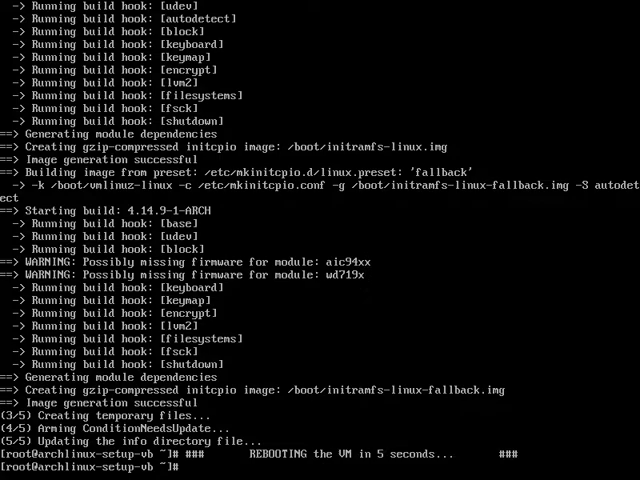 -> Running build hook: [udev]
-> Running build hook: [autodetect]
-> Running build hook: [block]
-> Running build hook: [keyboard]
-> Running build hook: [keymap]
-> Running build hook: [encrypt]
-> Running build hook: [lvm2]
-> Running build hook: [filesystems]
-> Running build hook: [fsck]
-> Running build hook: [shutdown]
==> Generating module dependencies
==> Creating gzip-compressed initcpio image: /boot/initramfs-linux.img
==> Image generation successful
==> Building image from preset: /etc/mkinitcpio.d/linux.preset: 'fallback'
-> -k /boot/vmlinuz-linux -c /etc/mkinitcpio.conf -g /boot/initramfs-linux-fallback.img -S autodet
ect
==> Starting build: 4.14.9-1-ARCH
-> Running build hook: [base]
-> Running build hook: [udev]
-> Running build hook: [block]
==> WARNING: Possibly missing firmware for module: aic94xx
==> WARNING: Possibly missing firmware for module: wd719x
-> Running build hook: [keyboard]
-> Running build hook: [keymap]
-> Running build hook: [encrypt]
-> Running build hook: [lvm2]
-> Running build hook: [filesystems]
-> Running build hook: [fsck]
-> Running build hook: [shutdown]
==> Generating module dependencies
==> Creating gzip-compressed initcpio image: /boot/initramfs-linux-fallback.img
==> Image generation successful
(3/5) Creating temporary files...
(4/5) Arming ConditionNeedsUpdate...
(5/5) Updating the info directory file...
[root@archlinux-setup-vb ~]# ### REBOOTING the VM in 5 seconds... ###
[root@archlinux-setup-vb ~]#